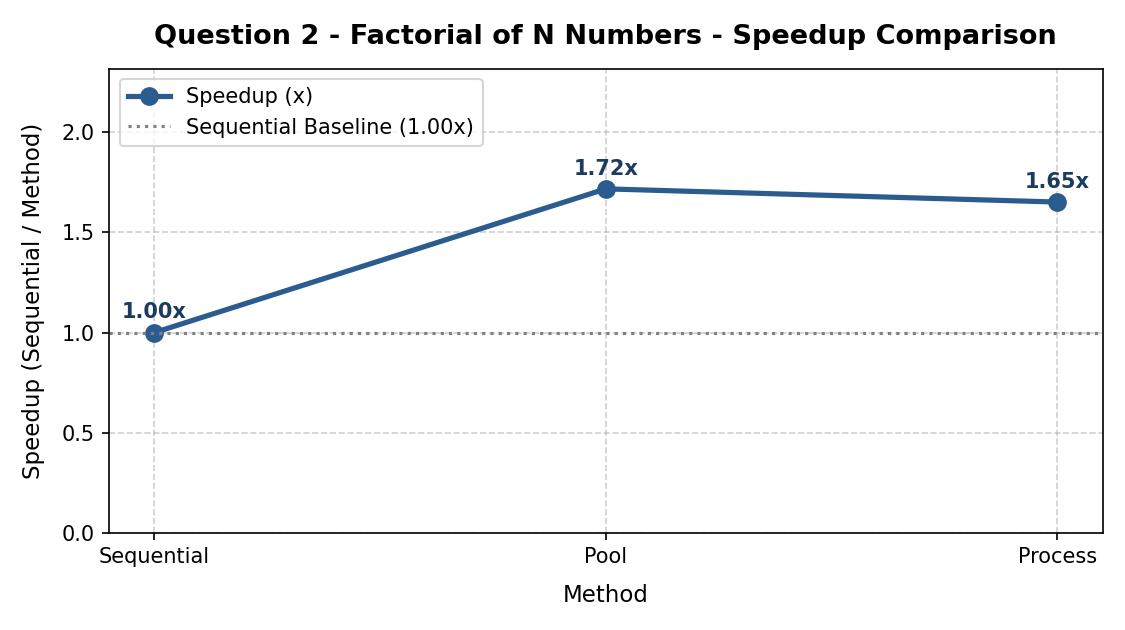 Question 2 - Factorial of N Numbers - Speedup Comparison
Speedup (x)
Sequential Baseline (1.00x)
Speedup (Sequential / Method)
2.0
1.5
1.0
0.5
0.0
1.00x
1.72x
1.65x
Sequential
Pool
Process
Method